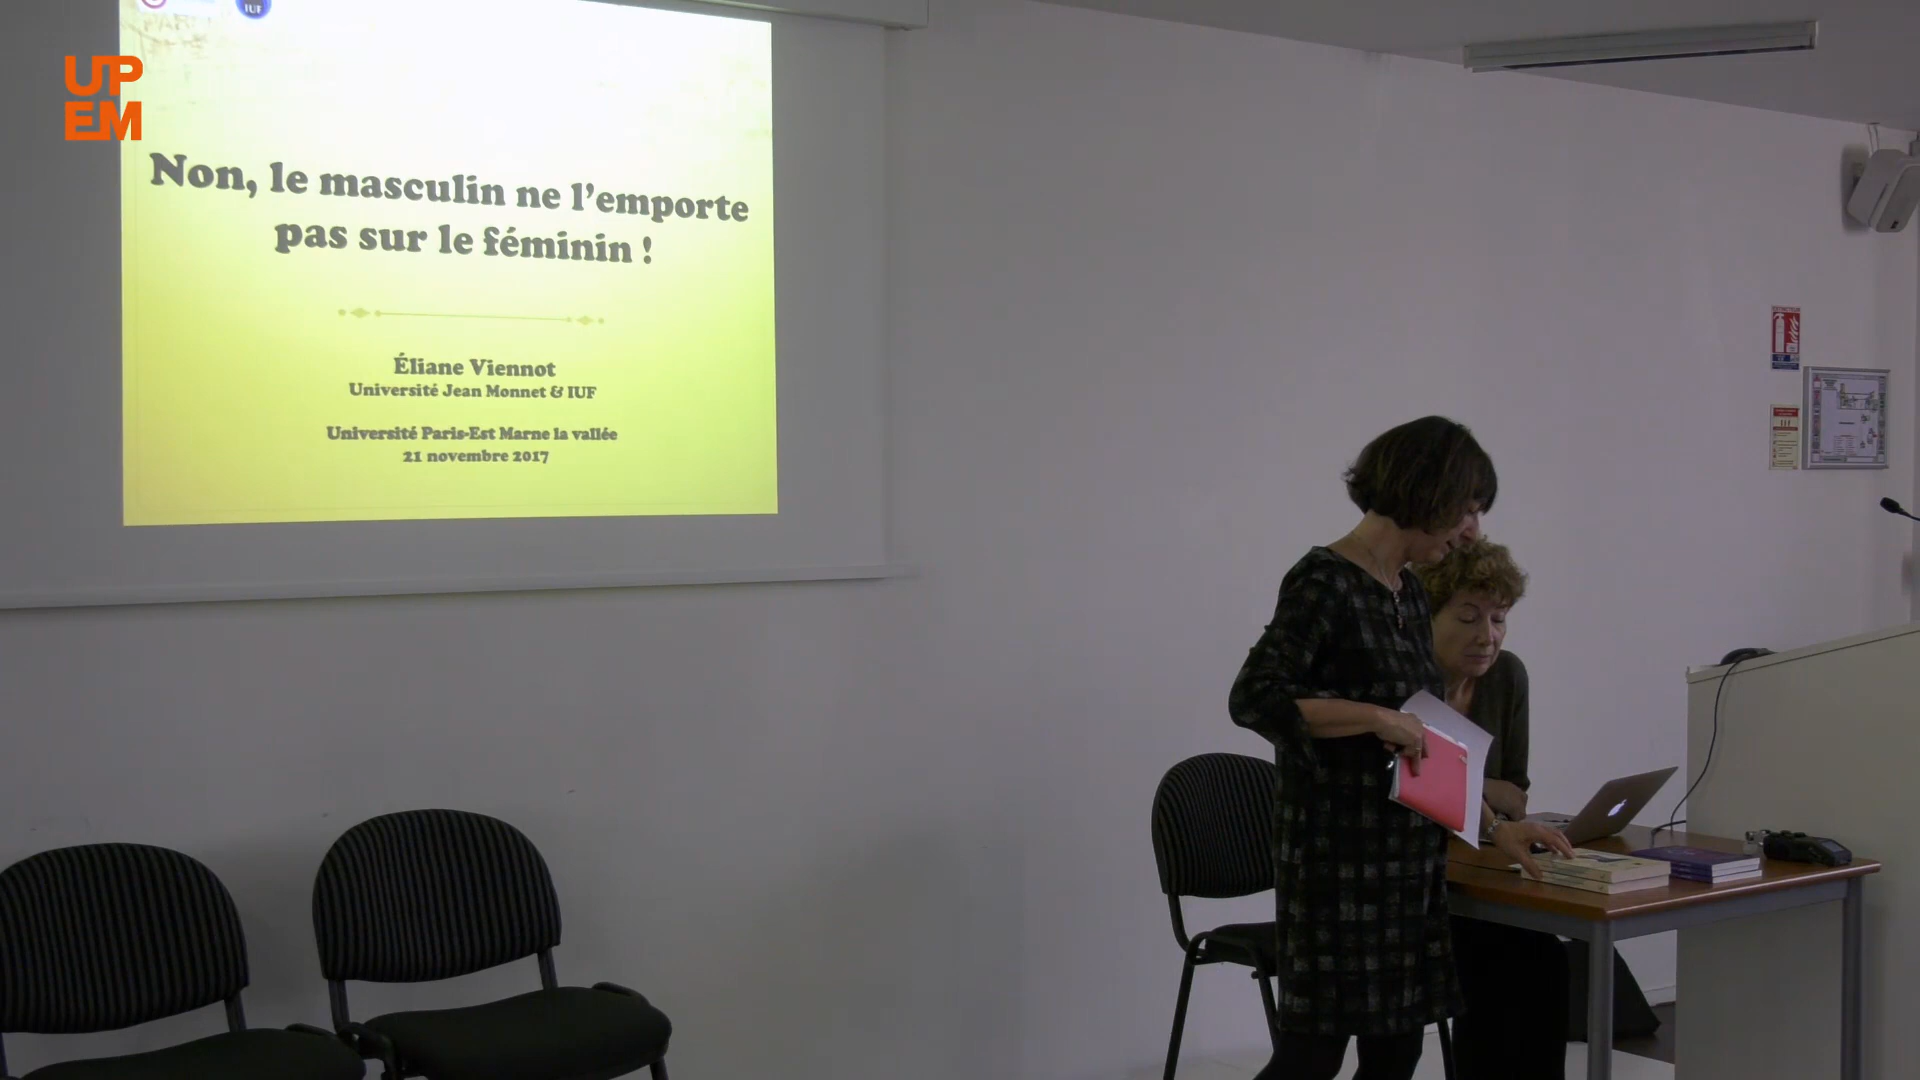 UP
EM
IUF
Non, le masculin ne l'emporte
pas sur le féminin !
Éliane Viennot
Université Jean Monnet & IUF
Université Paris-Est Marne la vallée
21 novembre 2017